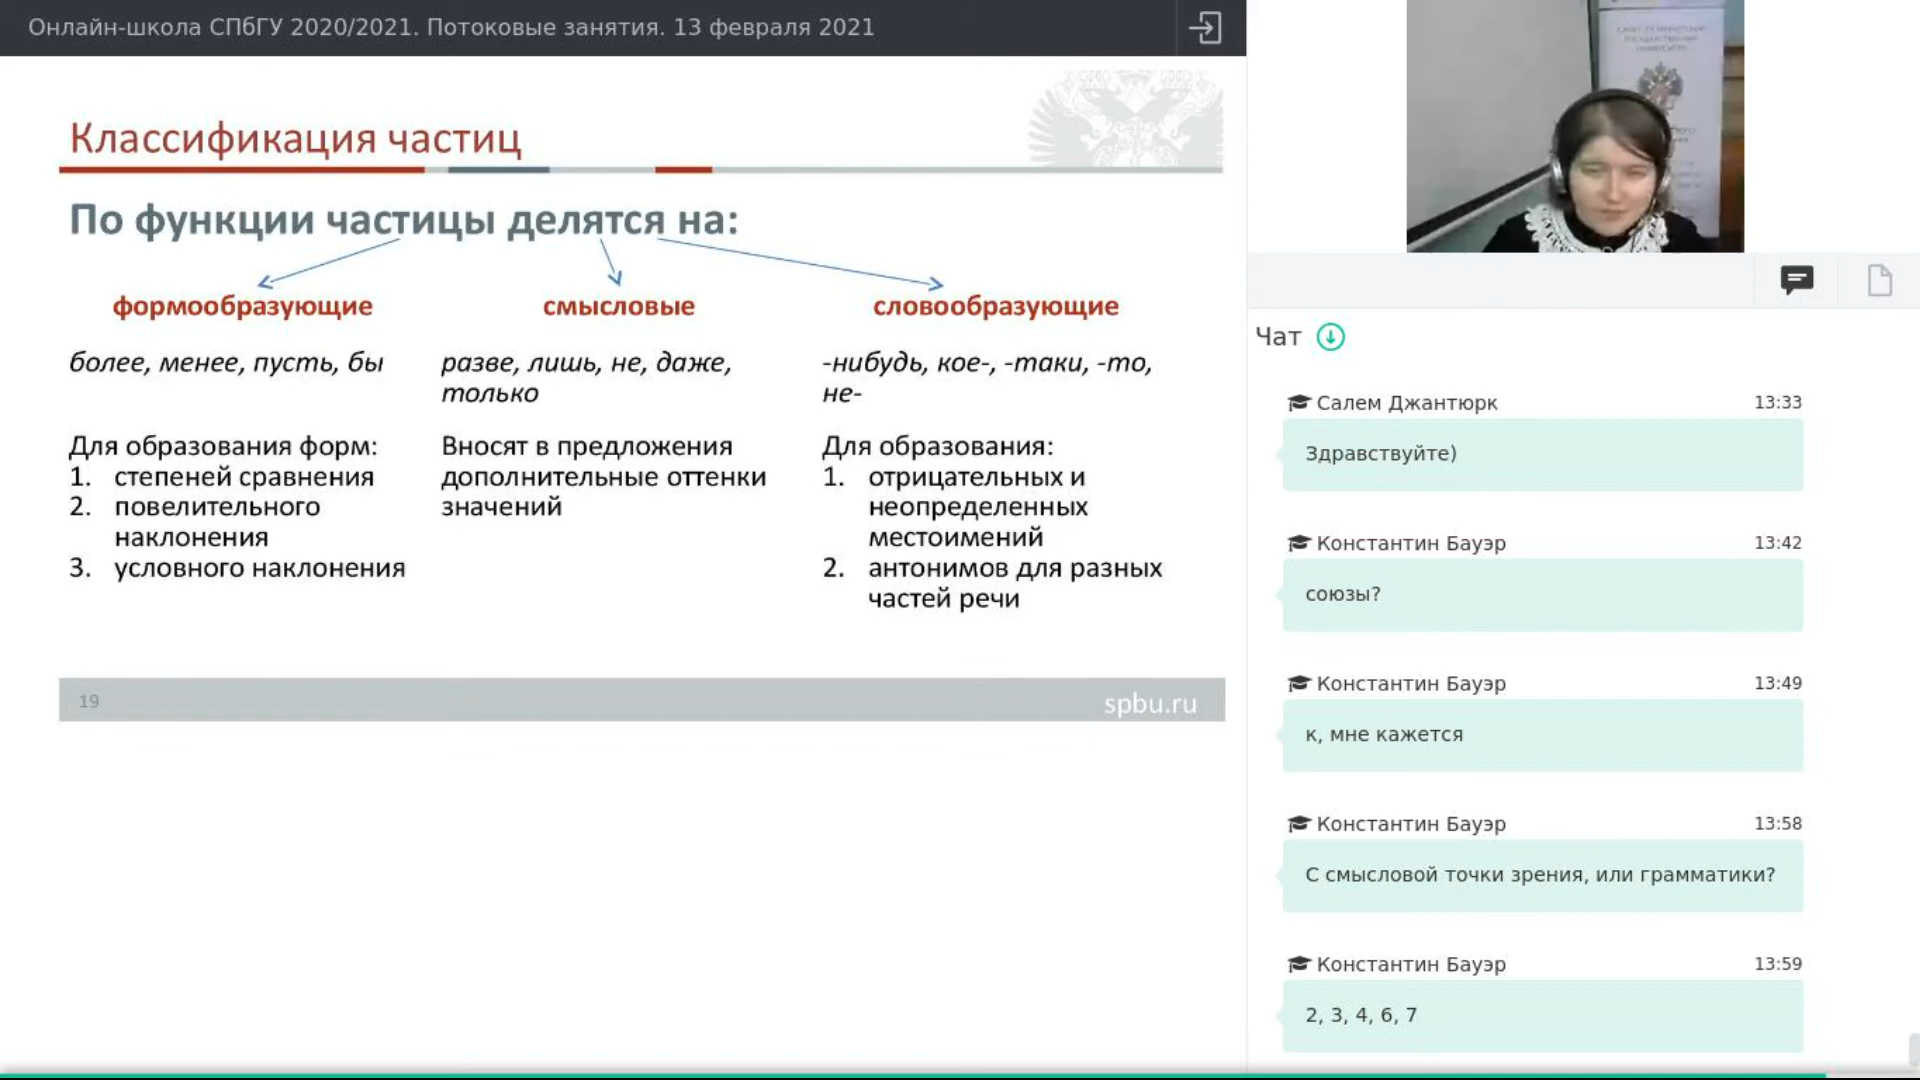 Онлайн-школа СПбГУ 2020/2021. Потоковые занятия. 13 февраля 2021
Классификация частиц
По функции частицы делятся на:
формообразующие
более, менее, пусть, бы
Для образования форм:
1. степеней сравнения
2. повелительного
наклонения
3. условного наклонения
смысловые
разве, лишь, не, даже,
только
Вносят в предложения
дополнительные оттенки
значений
словообразующие
-нибудь, кое-, -таки, -то,
не-
Для образования:
1. отрицательных и
неопределенных
местоимений
2. антонимов для разных
частей речи
19
spbu.ru
Чат
Салем Джантюрк 13:33
Здравствуйте)
Константин Бауэр 13:42
союзы?
Константин Бауэр 13:49
к, мне кажется
Константин Бауэр 13:58
С смысловой точки зрения, или грамматики?
Константин Бауэр 13:59
2, 3, 4, 6, 7